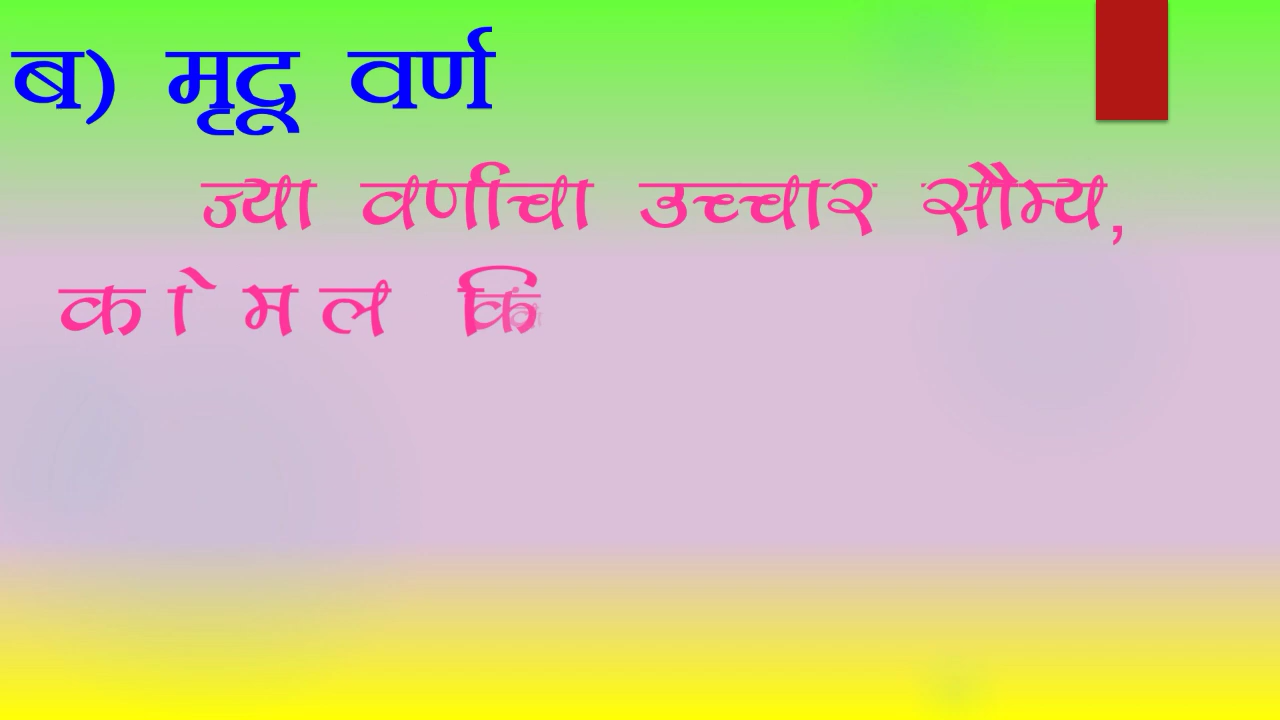 ब) मृदू वर्ण
ज्या वर्णाचा उच्चार सौम्य,
कोमल